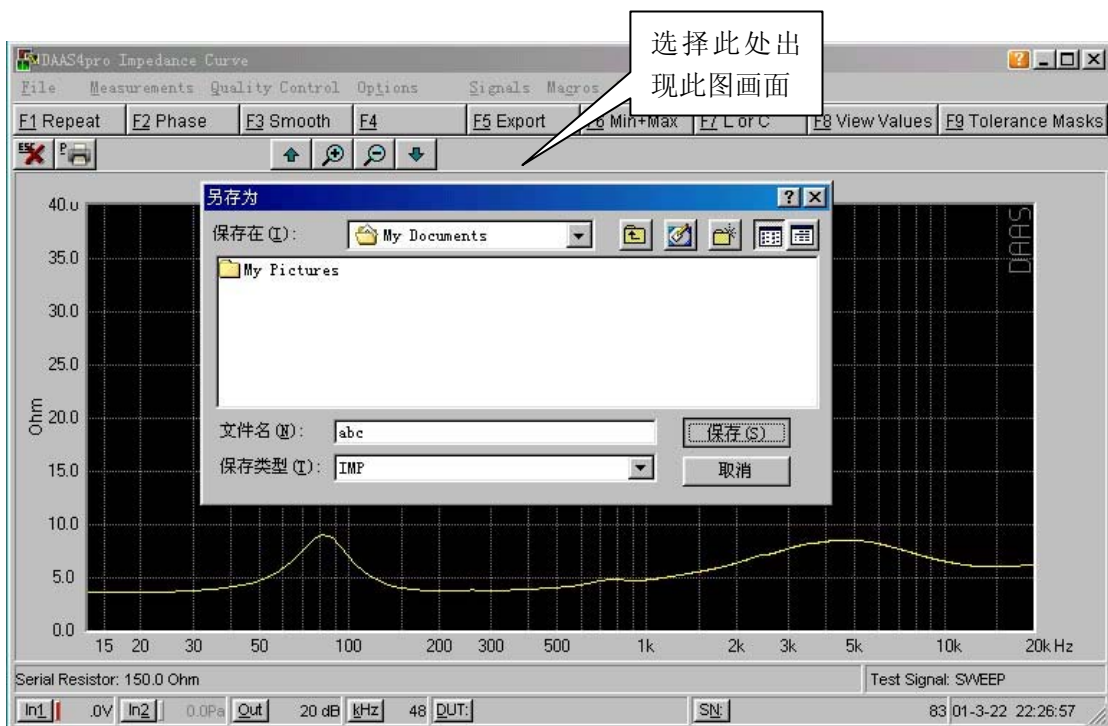 选择此处出
现此图画面
DAAS4pro Impedance Curve
File Measurements Quality Control Options Signals Macros
F1 Repeat F2 Phase F3 Smooth F4 F5 Export F6 Min+Max F7 L or C F8 View Values F9 Tolerance Masks
ESC P
另存为
保存在(I): My Documents
My Pictures
文件名(N): abc 保存(S)
保存类型(T): IMP 取消
DAAS
40.0
35.0
30.0
25.0
20.0
15.0
10.0
5.0
0.0
Ohm
15 20 30 50 100 200 300 500 1k 2k 3k 5k 10k 20k Hz
Serial Resistor: 150.0 Ohm Test Signal: SWEEP
In1 .0V In2 0.0Pa Out 20 dB kHz 48 DUT: SN: 83 01-3-22 22:26:57